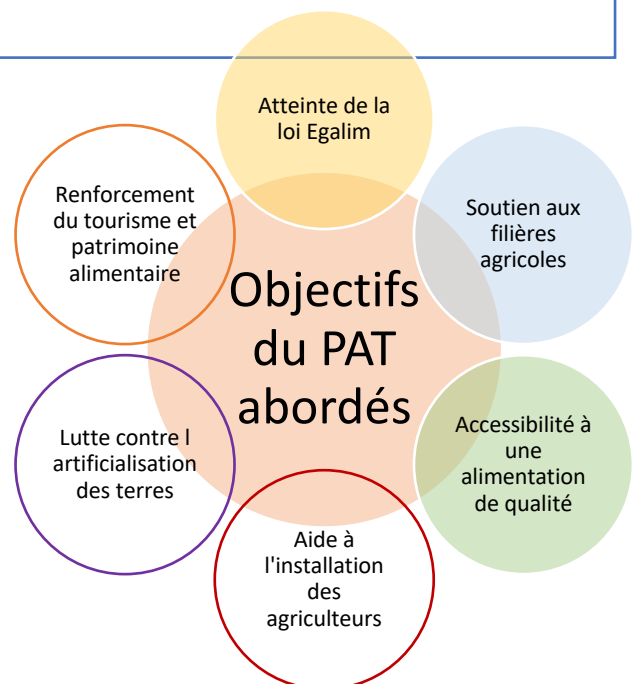 Atteinte de la
loi Egalim
Soutien aux
filières
agricoles
Accessibilité à
une
alimentation
de qualité
Aide à
l'installation
des
agriculteurs
Lutte contre l
artificialisation
des terres
Renforcement
du tourisme et
patrimoine
alimentaire
Objectifs
du PAT
abordés